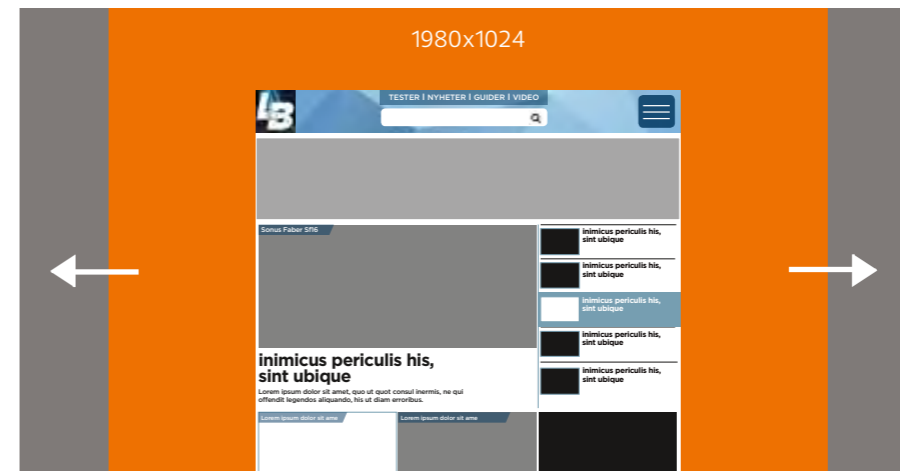 1980x1024
LB
TESTER I NYHETER I GUIDER I VIDEO
Sonus Faber Sf16
inimicus periculis his,
sint ubique
Lorem ipsum dolor sit amet, quo ut quot consul inermis, ne qui
offendit legendos aliquando, his ut diam erroribus.
inimicus periculis his,
sint ubique
inimicus periculis his,
sint ubique
inimicus periculis his,
sint ubique
inimicus periculis his,
sint ubique
inimicus periculis his,
sint ubique
Lorem ipsum dolor sit ame
Lorem ipsum dolor sit ame